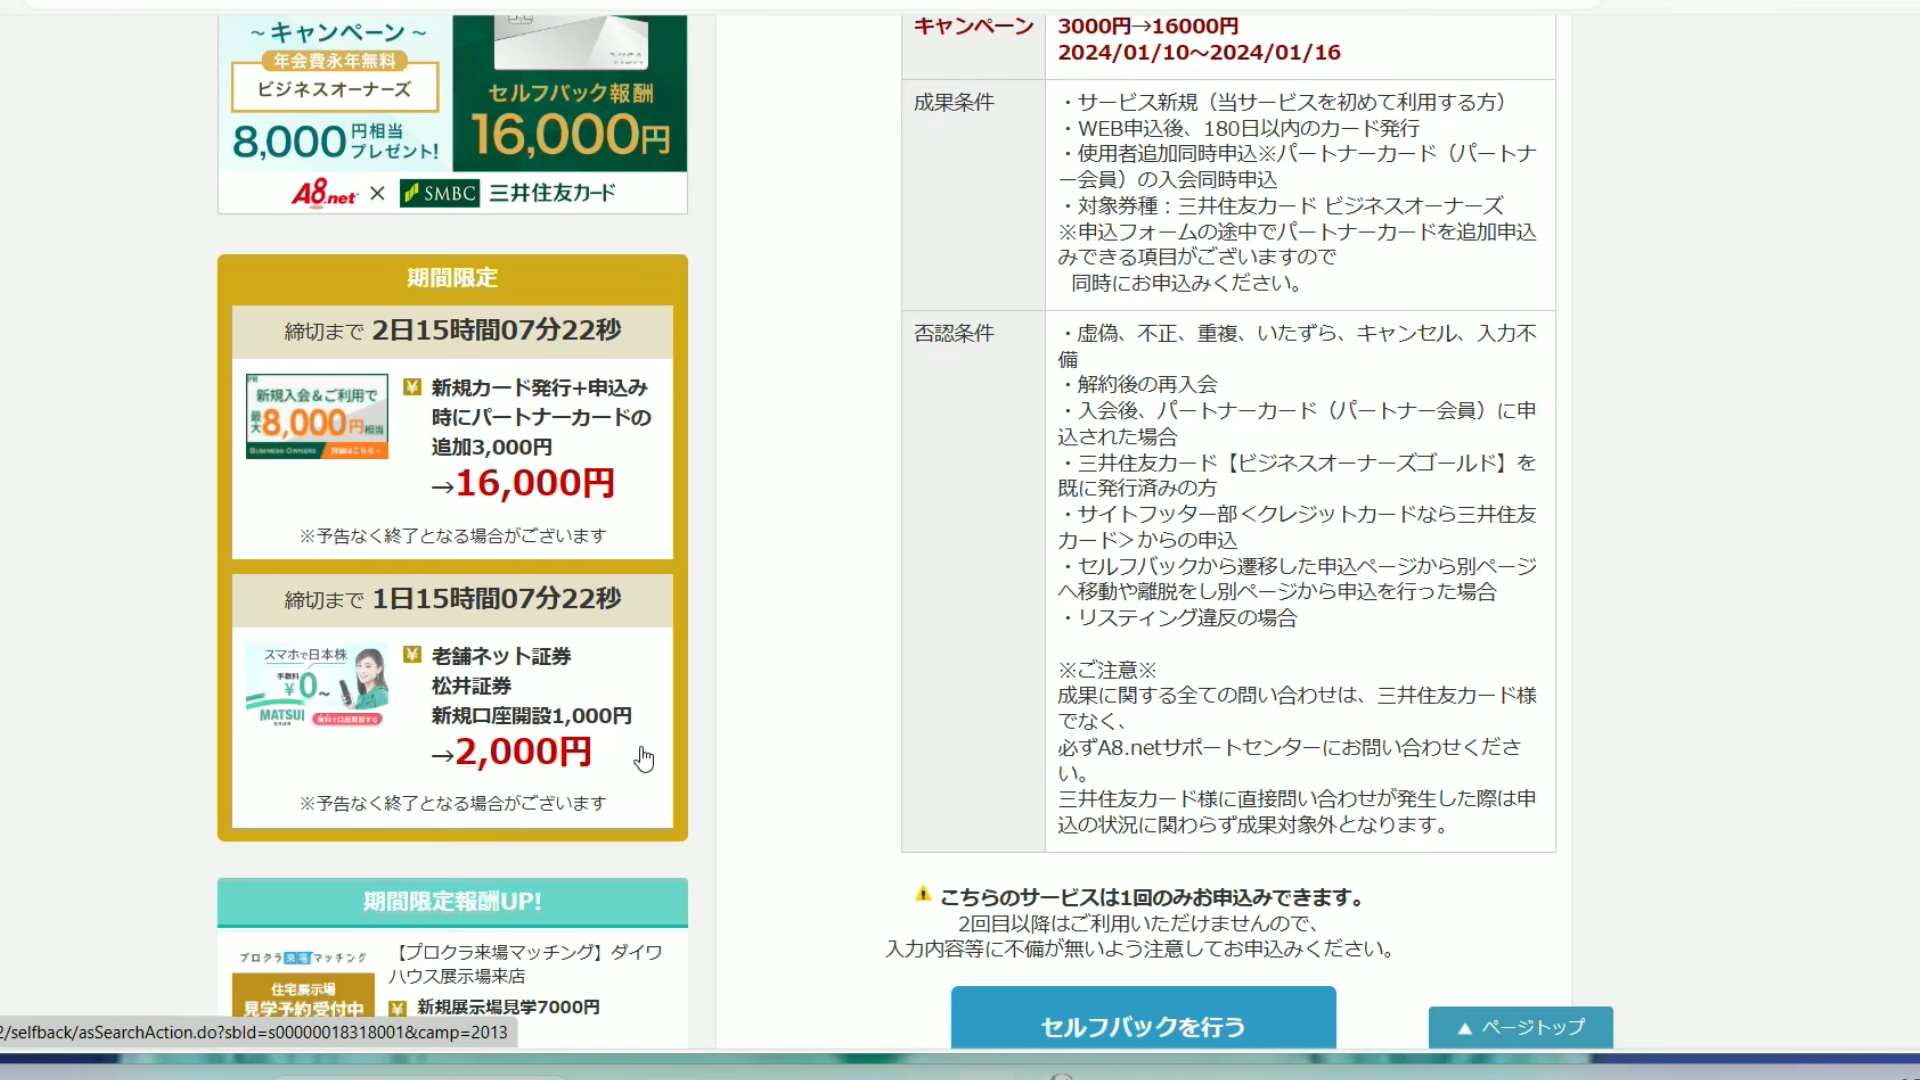 ～キャンペーン～
年会費永年無料
ビジネスオーナーズ
8,000円相当プレゼント!
VISA
セルフバック報酬
16,000円
A8.net × SMBC 三井住友カード
期間限定
締切まで 2日15時間07分22秒
PR
新規入会&ご利用で
最大8,000円相当
BUSINESS OWNERS 詳細はこちら
新規カード発行+申込み
時にパートナーカードの
追加3,000円
→16,000円
※予告なく終了となる場合がございます
締切まで 1日15時間07分22秒
スマホで日本株
手数料
¥0~
MATSUI
松井証券
無料で口座開設する
老舗ネット証券
松井証券
新規口座開設1,000円
→2,000円
※予告なく終了となる場合がございます
期間限定報酬UP!
プロクラ来場マッチング
住宅展示場
見学予約受付中
【プロクラ来場マッチング】ダイワ
ハウス展示場来店
新規展示場見学7000円
2/selfback/asSearchAction.do?sbId=s00000018318001&camp=2013
キャンペーン
3000円→16000円
2024/01/10～2024/01/16
成果条件
・サービス新規（当サービスを初めて利用する方）
・WEB申込後、180日以内のカード発行
・使用者追加同時申込※パートナーカード（パートナ
ー会員）の入会同時申込
・対象券種：三井住友カード ビジネスオーナーズ
※申込フォームの途中でパートナーカードを追加申込
みできる項目がございますので
同時にお申込みください。
否認条件
・虚偽、不正、重複、いたずら、キャンセル、入力不
備
・解約後の再入会
・入会後、パートナーカード（パートナー会員）に申
込された場合
・三井住友カード【ビジネスオーナーズゴールド】を
既に発行済みの方
・サイトフッター部＜クレジットカードなら三井住友
カード＞からの申込
・セルフバックから遷移した申込ページから別ページ
へ移動や離脱をし別ページから申込を行った場合
・リスティング違反の場合
※ご注意※
成果に関する全ての問い合わせは、三井住友カード様
でなく、
必ずA8.netサポートセンターにお問い合わせくださ
い。
三井住友カード様に直接問い合わせが発生した際は申
込の状況に関わらず成果対象外となります。
こちらのサービスは1回のみお申込みできます。
2回目以降はご利用いただけませんので、
入力内容等に不備が無いよう注意してお申込みください。
セルフバックを行う
▲ ページトップ